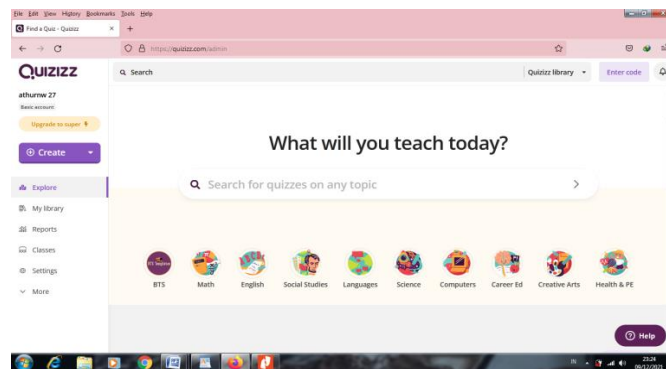 File Edit View History Bookmarks Tools Help
Find a Quiz - Quizizz
https://quizizz.com/admin
QUIZIZZ
Search
Quizizz library
Enter code
athurnw 27
Basic account
Upgrade to super
Create
What will you teach today?
Search for quizzes on any topic
Explore
My library
Reports
Classes
Settings
More
BTS Math English Social Studies Languages Science Computers Career Ed Creative Arts Health & PE
Help
IN
23:24
09/12/2021